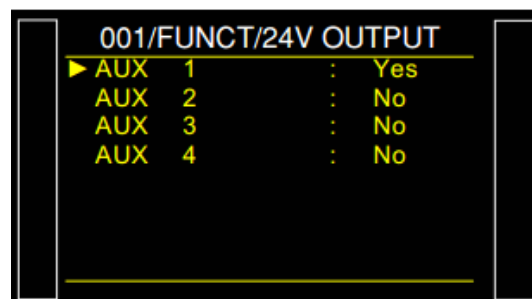 001/FUNCT/24V OUTPUT
AUX 1 : Yes
AUX 2 : No
AUX 3 : No
AUX 4 : No